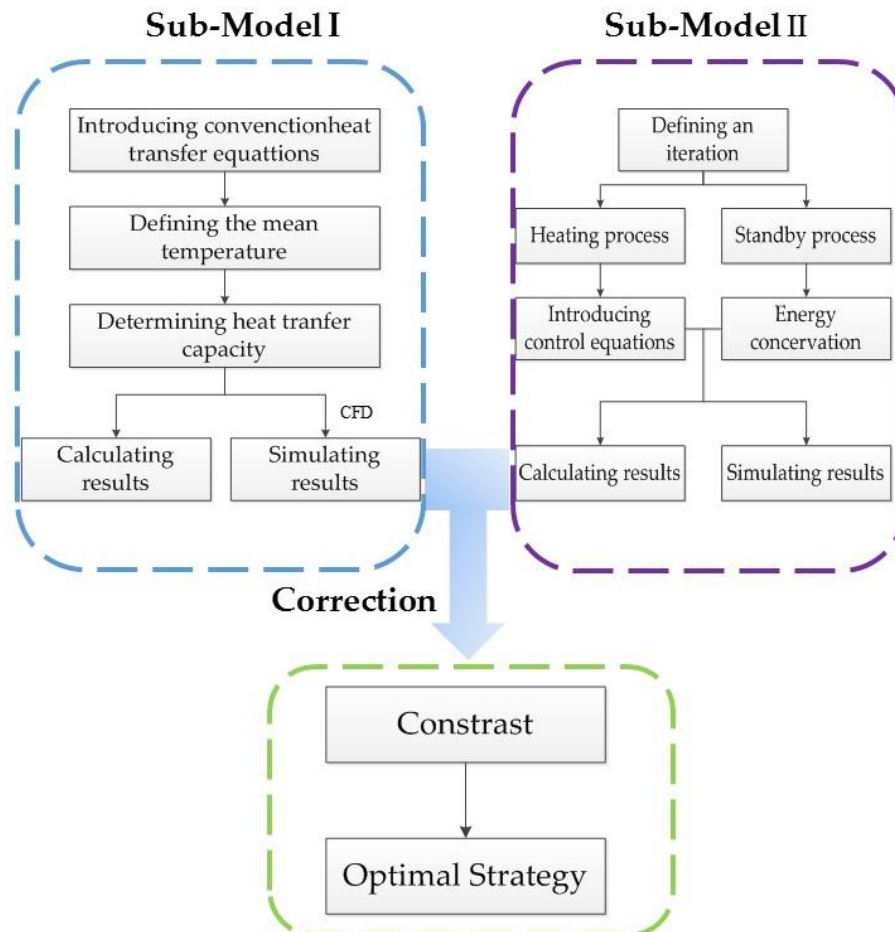 Sub-Model I
Introducing convenctionheat
transfer equattions
Defining the mean
temperature
Determining heat tranfer
capacity
CFD
Calculating
results
Simulating
results
Sub-Model II
Defining an
iteration
Heating process
Standby process
Introducing
control equations
Energy
concervation
Calculating results
Simulating results
Correction
Constrast
Optimal Strategy